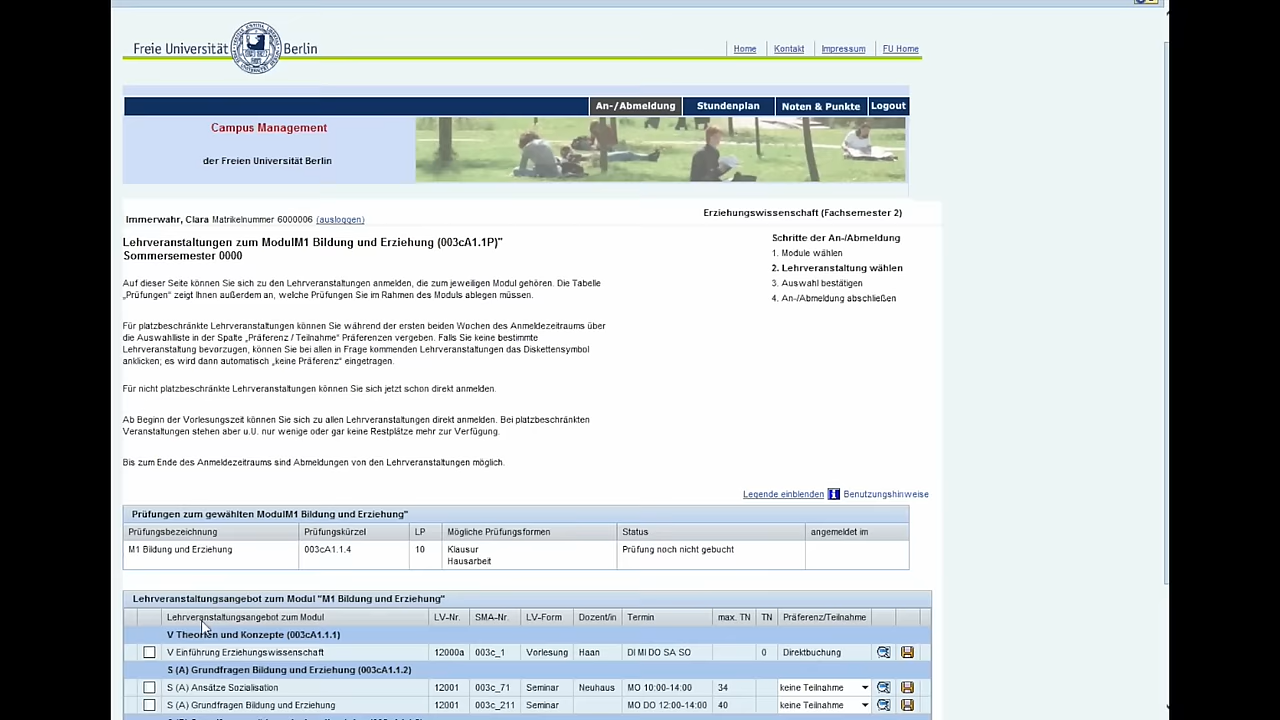 Freie Universität Berlin
Home Kontakt Impressum FU Home
An-/Abmeldung Stundenplan Noten & Punkte Logout
Campus Management
der Freien Universität Berlin
Immerwahr, Clara Matrikelnummer 6000006 (ausloggen)
Erziehungswissenschaft (Fachsemester 2)
Lehrveranstaltungen zum ModulM1 Bildung und Erziehung (003cA1.1P)"
Sommersemester 0000
Schritte der An-/Abmeldung
1. Module wählen
2. Lehrveranstaltung wählen
3. Auswahl bestätigen
4. An-/Abmeldung abschließen
Auf dieser Seite können Sie sich zu den Lehrveranstaltungen anmelden, die zum jeweiligen Modul gehören. Die Tabelle
„Prüfungen" zeigt Ihnen außerdem an, welche Prüfungen Sie im Rahmen des Moduls ablegen müssen.
Für platzbeschränkte Lehrveranstaltungen können Sie während der ersten beiden Wochen des Anmeldezeitraums über
die Auswahlliste in der Spalte „Präferenz / Teilnahme" Präferenzen vergeben. Falls Sie keine bestimmte
Lehrveranstaltung bevorzugen, können Sie bei allen in Frage kommenden Lehrveranstaltungen das Diskettensymbol
anklicken; es wird dann automatisch „keine Präferenz" eingetragen.
Für nicht platzbeschränkte Lehrveranstaltungen können Sie sich jetzt schon direkt anmelden.
Ab Beginn der Vorlesungszeit können Sie sich zu allen Lehrveranstaltungen direkt anmelden. Bei platzbeschränkten
Veranstaltungen stehen aber u.U. nur wenige oder gar keine Restplätze mehr zur Verfügung.
Bis zum Ende des Anmeldezeitraums sind Abmeldungen von den Lehrveranstaltungen möglich.
Legende einblenden Benutzungshinweise
Prüfungen zum gewählten ModulM1 Bildung und Erziehung"
Prüfungsbezeichnung Prüfungskürzel LP Mögliche Prüfungsformen Status angemeldet im
M1 Bildung und Erziehung 003cA1.1.4 10 Klausur Prüfung noch nicht gebucht
Hausarbeit
Lehrveranstaltungsangebot zum Modul "M1 Bildung und Erziehung"
Lehrveranstaltungsangebot zum Modul LV-Nr. SMA-Nr. LV-Form Dozent/in Termin max. TN TN Präferenz/Teilnahme
V Theorien und Konzepte (003cA1.1.1)
V Einführung Erziehungswissenschaft 12000a 003c_1 Vorlesung Haan DI MI DO SA SO 0 Direktbuchung
S (A) Grundfragen Bildung und Erziehung (003cA1.1.2)
S (A) Ansätze Sozialisation 12001 003c_71 Seminar Neuhaus MO 10:00-14:00 34 keine Teilnahme
S (A) Grundfragen Bildung und Erziehung 12001 003c_211 Seminar MO DO 12:00-14:00 40 keine Teilnahme